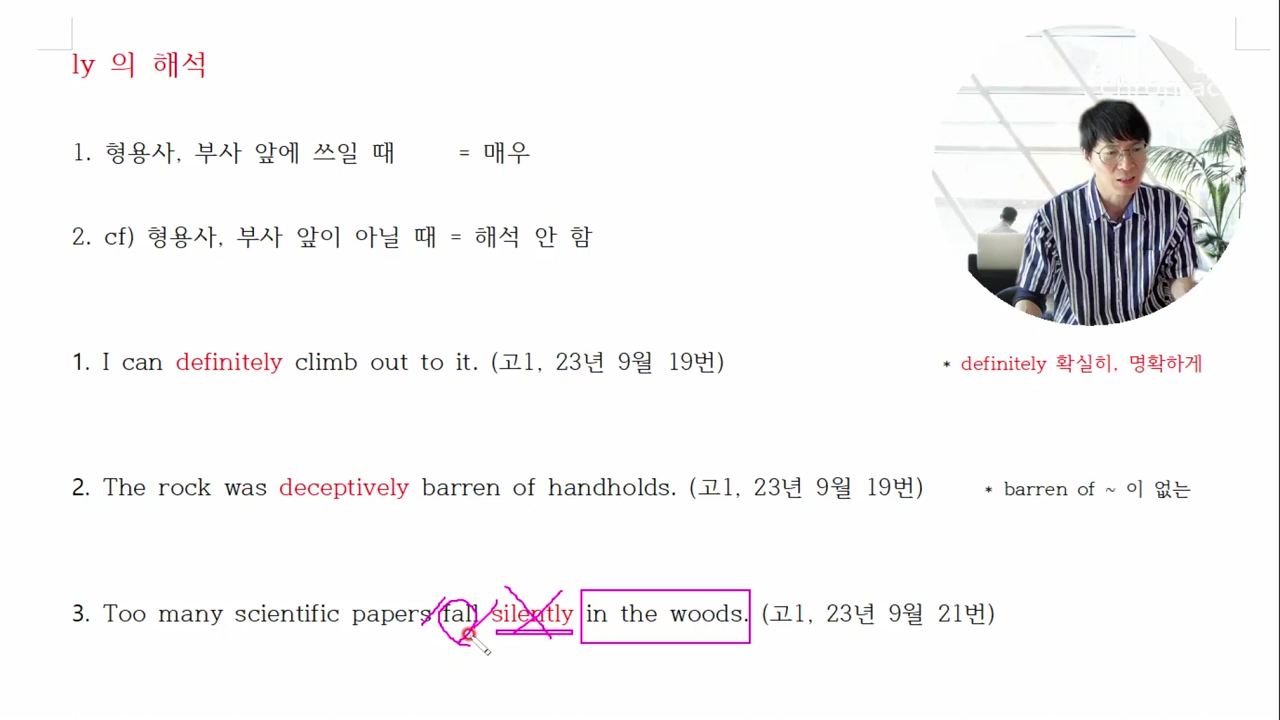 ly 의 해석
1. 형용사, 부사 앞에 쓰일 때 = 매우
2. cf) 형용사, 부사 앞이 아닐 때 = 해석 안 함
1. I can definitely climb out to it. (고1, 23년 9월 19번) * definitely 확실히, 명확하게
2. The rock was deceptively barren of handholds. (고1, 23년 9월 19번) * barren of ~ 이 없는
3. Too many scientific papers fall silently in the woods. (고1, 23년 9월 21번)